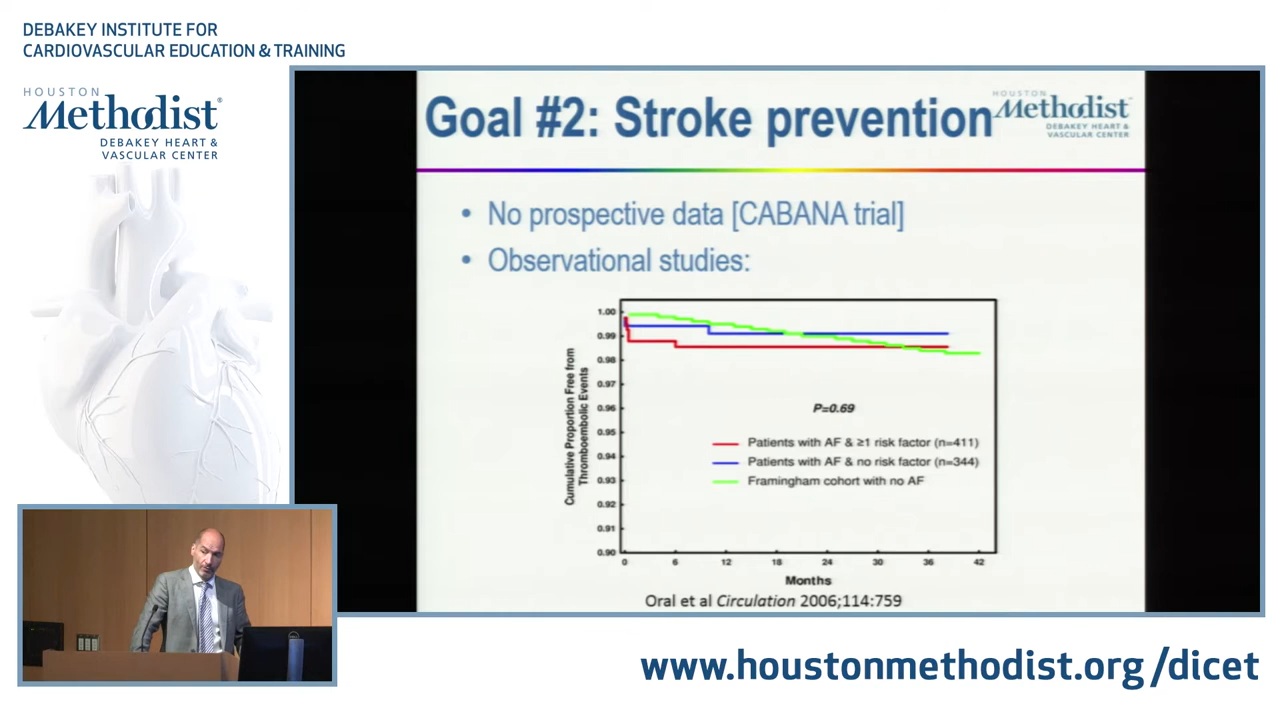 DEBAKEY INSTITUTE FOR
CARDIOVASCULAR EDUCATION & TRAINING
HOUSTON
Methodist®
DEBAKEY HEART &
VASCULAR CENTER
Goal #2: Stroke prevention
HOUSTON
Methodist
DEBAKEY HEART &
VASCULAR CENTER
• No prospective data [CABANA trial]
• Observational studies:
Cumulative Proportion Free from
Thromboembolic Events
1.00
0.99
0.98
0.97
0.96
0.95
0.94
0.93
0.92
0.91
0.90
P=0.69
Patients with AF & ≥1 risk factor (n=411)
Patients with AF & no risk factor (n=344)
Framingham cohort with no AF
0 6 12 18 24 30 36 42
Months
Oral et al Circulation 2006;114:759
www.houstonmethodist.org /dicet